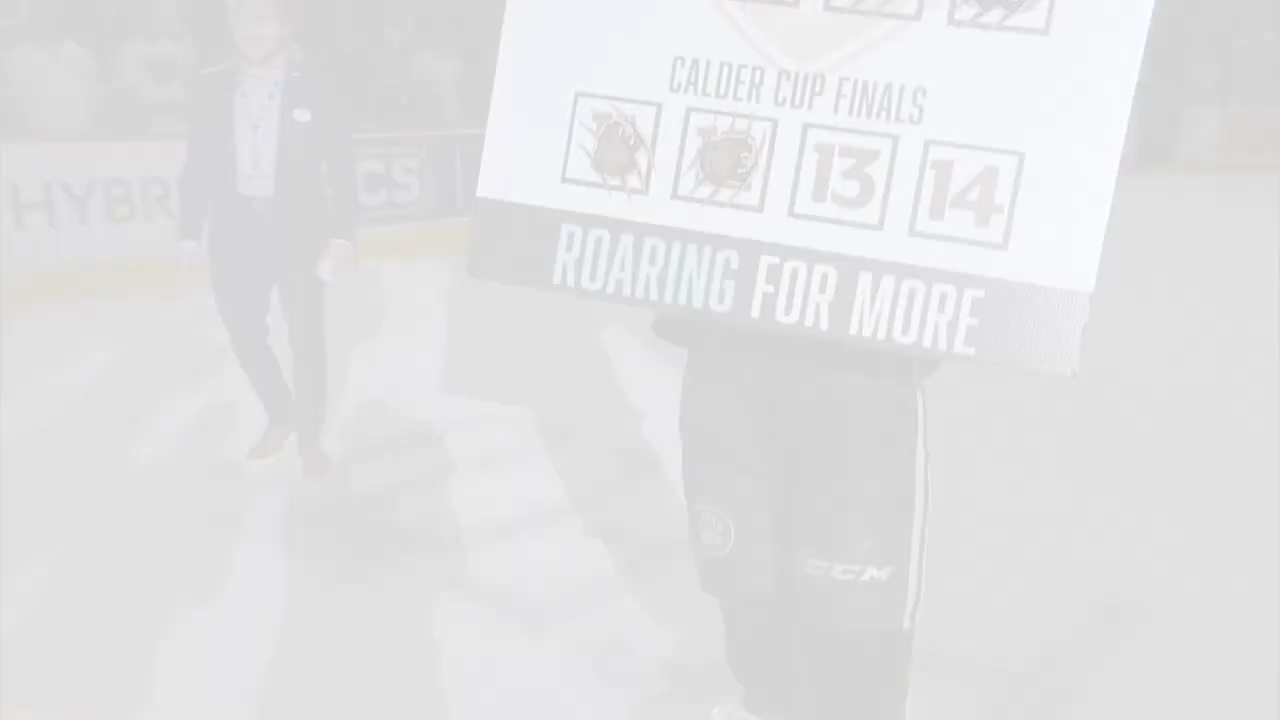 CALDER CUP FINALS
13 14
ROARING FOR MORE
HYBR
CS
CCM